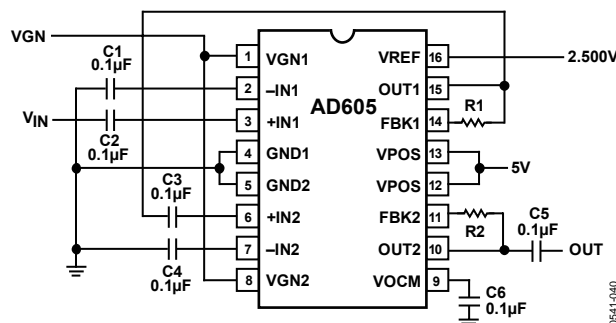 VGN
C1
0.1µF
VIN
C2
0.1µF
C3
0.1µF
C4
0.1µF
1 VGN1
2 –IN1
3 +IN1
4 GND1
5 GND2
6 +IN2
7 –IN2
8 VGN2
AD605
VREF 16
OUT1 15
FBK1 14
VPOS 13
VPOS 12
FBK2 11
OUT2 10
VOCM 9
2.500V
R1
5V
R2
C5
0.1µF
OUT
C6
0.1µF